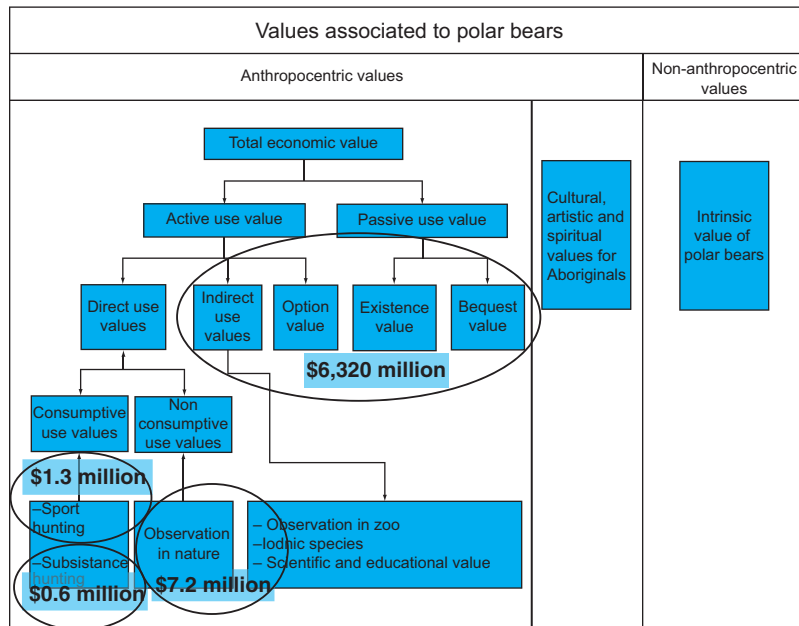 Values associated to polar bears
Anthropocentric values
Non-anthropocentric
values
Total economic value
Active use value
Passive use value
Cultural,
artistic and
spiritual values for
Aboriginals
Intrinsic
value of
polar bears
Direct use
values
Indirect
use
values
Option
value
Existence
value
Bequest
value
$6,320 million
Consumptive
use values
Non
consumptive
use values
$1.3 million
–Sport
hunting
–Subsistance
hunting
$0.6 million
Observation
in nature
$7.2 million
– Observation in zoo
–Iodnic species
– Scientific and educational value